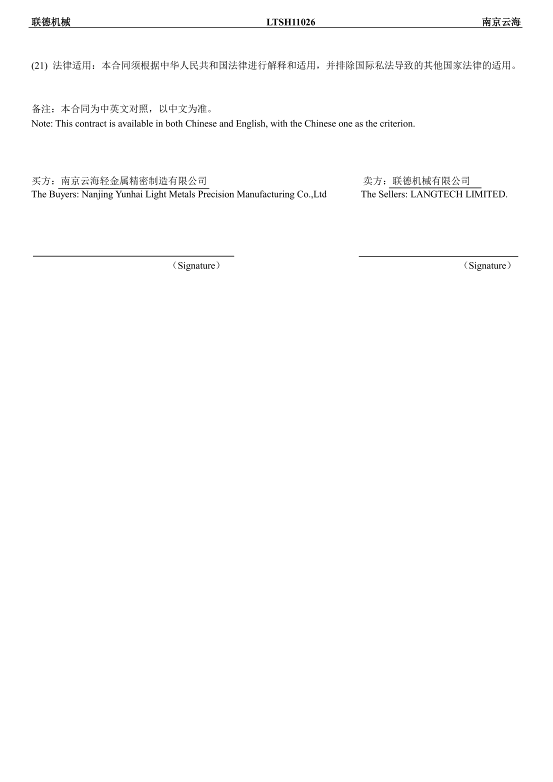 联德机械 LTSH11026 南京云海
(21) 法律适用：本合同须根据中华人民共和国法律进行解释和适用，并排除国际私法导致的其他国家法律的适用。
备注：本合同为中英文对照，以中文为准。
Note: This contract is available in both Chinese and English, with the Chinese one as the criterion.
买方：南京云海轻金属精密制造有限公司 卖方：联德机械有限公司
The Buyers: Nanjing Yunhai Light Metals Precision Manufacturing Co.,Ltd The Sellers: LANGTECH LIMITED.
（Signature） （Signature）